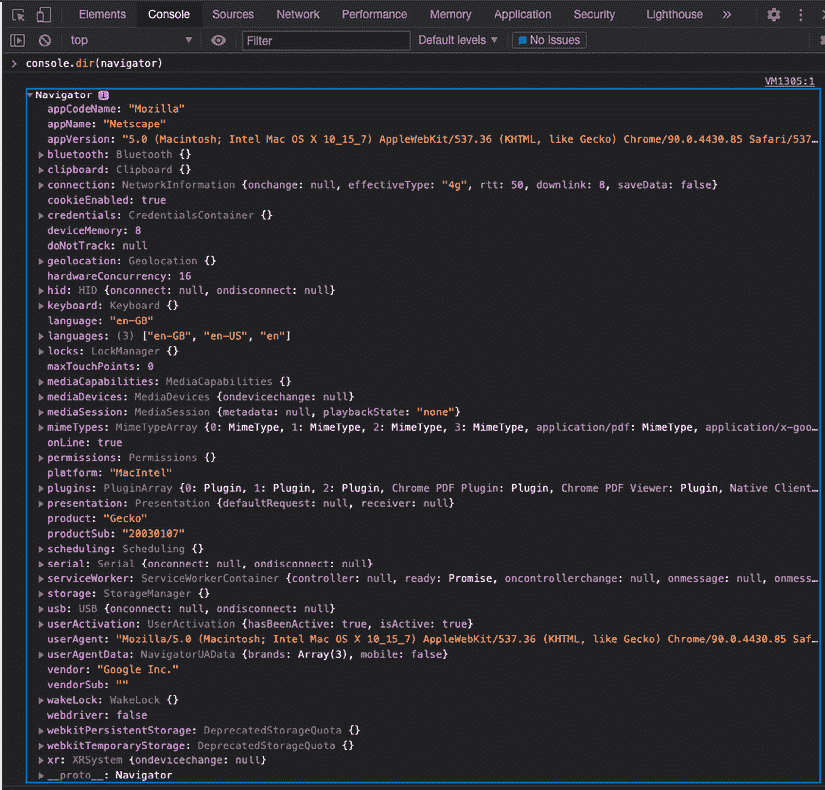 Elements Console Sources Network Performance Memory Application Security Lighthouse »
top ▼ Filter Default levels ▼ No Issues
> console.dir(navigator)
VM1305:1
▼Navigator i
appCodeName: "Mozilla"
appName: "Netscape"
appVersion: "5.0 (Macintosh; Intel Mac OS X 10_15_7) AppleWebKit/537.36 (KHTML, like Gecko) Chrome/90.0.4430.85 Safari/537…
▶bluetooth: Bluetooth {}
▶clipboard: Clipboard {}
▶connection: NetworkInformation {onchange: null, effectiveType: "4g", rtt: 50, downlink: 8, saveData: false}
cookieEnabled: true
▶credentials: CredentialsContainer {}
deviceMemory: 8
doNotTrack: null
▶geolocation: Geolocation {}
hardwareConcurrency: 16
▶hid: HID {onconnect: null, ondisconnect: null}
▶keyboard: Keyboard {}
language: "en-GB"
▶languages: (3) ["en-GB", "en-US", "en"]
▶locks: LockManager {}
maxTouchPoints: 0
▶mediaCapabilities: MediaCapabilities {}
▶mediaDevices: MediaDevices {ondevicechange: null}
▶mediaSession: MediaSession {metadata: null, playbackState: "none"}
▶mimeTypes: MimeTypeArray {0: MimeType, 1: MimeType, 2: MimeType, 3: MimeType, application/pdf: MimeType, application/x-goo…
onLine: true
▶permissions: Permissions {}
platform: "MacIntel"
▶plugins: PluginArray {0: Plugin, 1: Plugin, 2: Plugin, Chrome PDF Plugin: Plugin, Chrome PDF Viewer: Plugin, Native Client…
▶presentation: Presentation {defaultRequest: null, receiver: null}
product: "Gecko"
productSub: "20030107"
▶scheduling: Scheduling {}
▶serial: Serial {onconnect: null, ondisconnect: null}
▶serviceWorker: ServiceWorkerContainer {controller: null, ready: Promise, oncontrollerchange: null, onmessage: null, onmess…
▶storage: StorageManager {}
▶usb: USB {onconnect: null, ondisconnect: null}
▶userActivation: UserActivation {hasBeenActive: true, isActive: true}
userAgent: "Mozilla/5.0 (Macintosh; Intel Mac OS X 10_15_7) AppleWebKit/537.36 (KHTML, like Gecko) Chrome/90.0.4430.85 Saf…
▶userAgentData: NavigatorUAData {brands: Array(3), mobile: false}
vendor: "Google Inc."
vendorSub: ""
▶wakeLock: WakeLock {}
webdriver: false
▶webkitPersistentStorage: DeprecatedStorageQuota {}
▶webkitTemporaryStorage: DeprecatedStorageQuota {}
▶xr: XRSystem {ondevicechange: null}
▶__proto__: Navigator